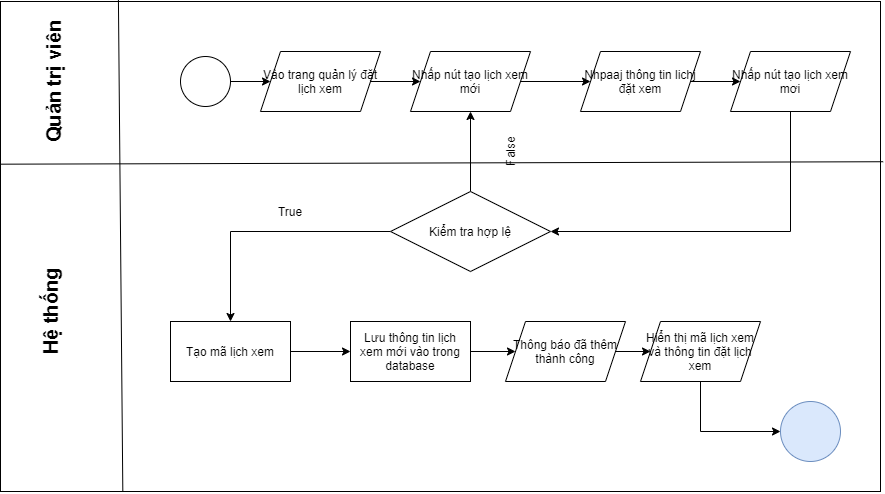 Quản trị viên
Vào trang quản lý đặt
lịch xem
Nhấp nút tạo lịch xem
mới
Nhpaaj thông tin lichj
đặt xem
Nhấp nút tạo lịch xem
mơi
False
Hệ thống
True
Kiểm tra hợp lệ
Tạo mã lịch xem
Lưu thông tin lịch
xem mới vào trong
database
Thông báo đã thêm
thành công
Hiển thị mã lịch xem
và thông tin đặt lịch
xem